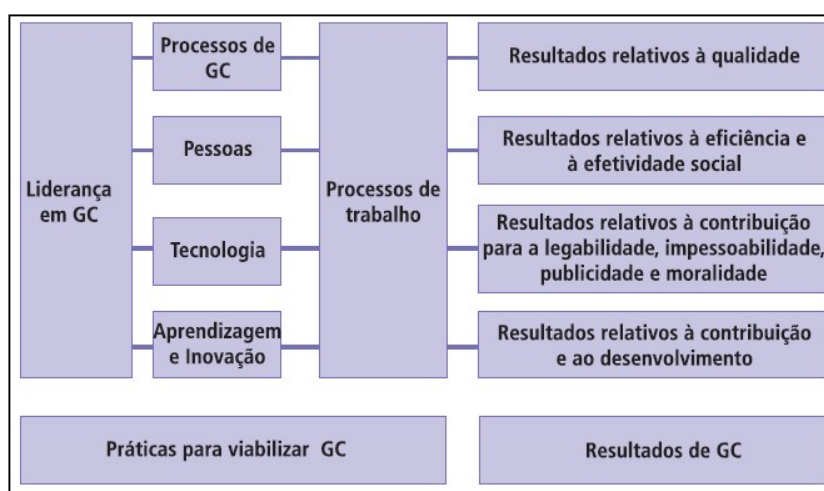 Liderança
em GC
Processos de
GC
Pessoas
Tecnologia
Aprendizagem
e Inovação
Processos de
trabalho
Resultados relativos à qualidade
Resultados relativos à eficiência e
à efetividade social
Resultados relativos à contribuição
para a legabilidade, impessoabilidade,
publicidade e moralidade
Resultados relativos à contribuição
e ao desenvolvimento
Práticas para viabilizar GC
Resultados de GC